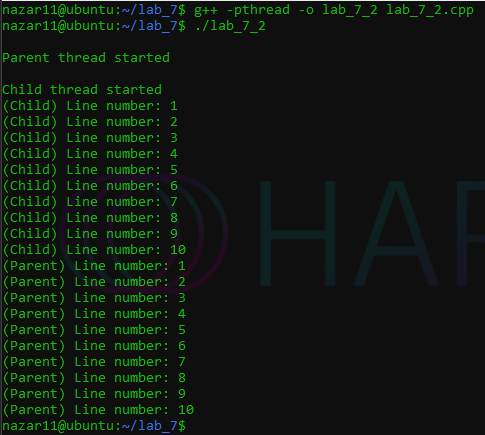 nazar11@ubuntu:~/lab_7$ g++ -pthread -o lab_7_2 lab_7_2.cpp
nazar11@ubuntu:~/lab_7$ ./lab_7_2
Parent thread started
Child thread started
(Child) Line number: 1
(Child) Line number: 2
(Child) Line number: 3
(Child) Line number: 4
(Child) Line number: 5
(Child) Line number: 6
(Child) Line number: 7
(Child) Line number: 8
(Child) Line number: 9
(Child) Line number: 10
(Parent) Line number: 1
(Parent) Line number: 2
(Parent) Line number: 3
(Parent) Line number: 4
(Parent) Line number: 5
(Parent) Line number: 6
(Parent) Line number: 7
(Parent) Line number: 8
(Parent) Line number: 9
(Parent) Line number: 10
nazar11@ubuntu:~/lab_7$